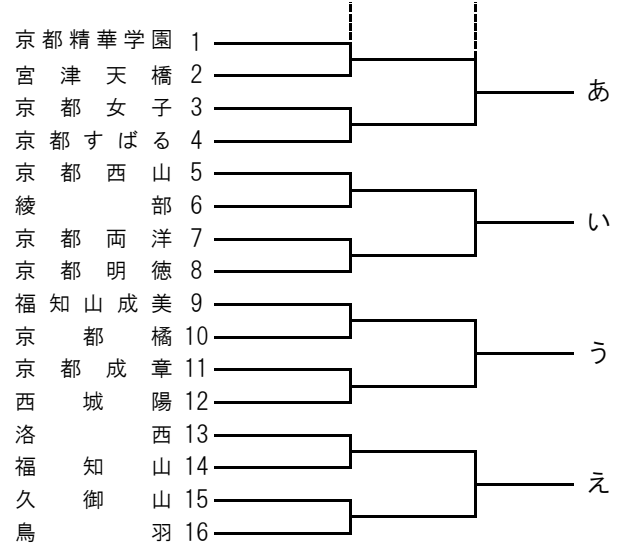 京都精華学園 1
宮津天橋 2
京都女子 3
京都すばる 4
京都西山 5
綾部 6
京都両洋 7
京都明徳 8
福知山成美 9
京都橘 10
京都成章 11
西城陽 12
洛西 13
福知山 14
久御山 15
鳥羽 16
あ
い
う
え